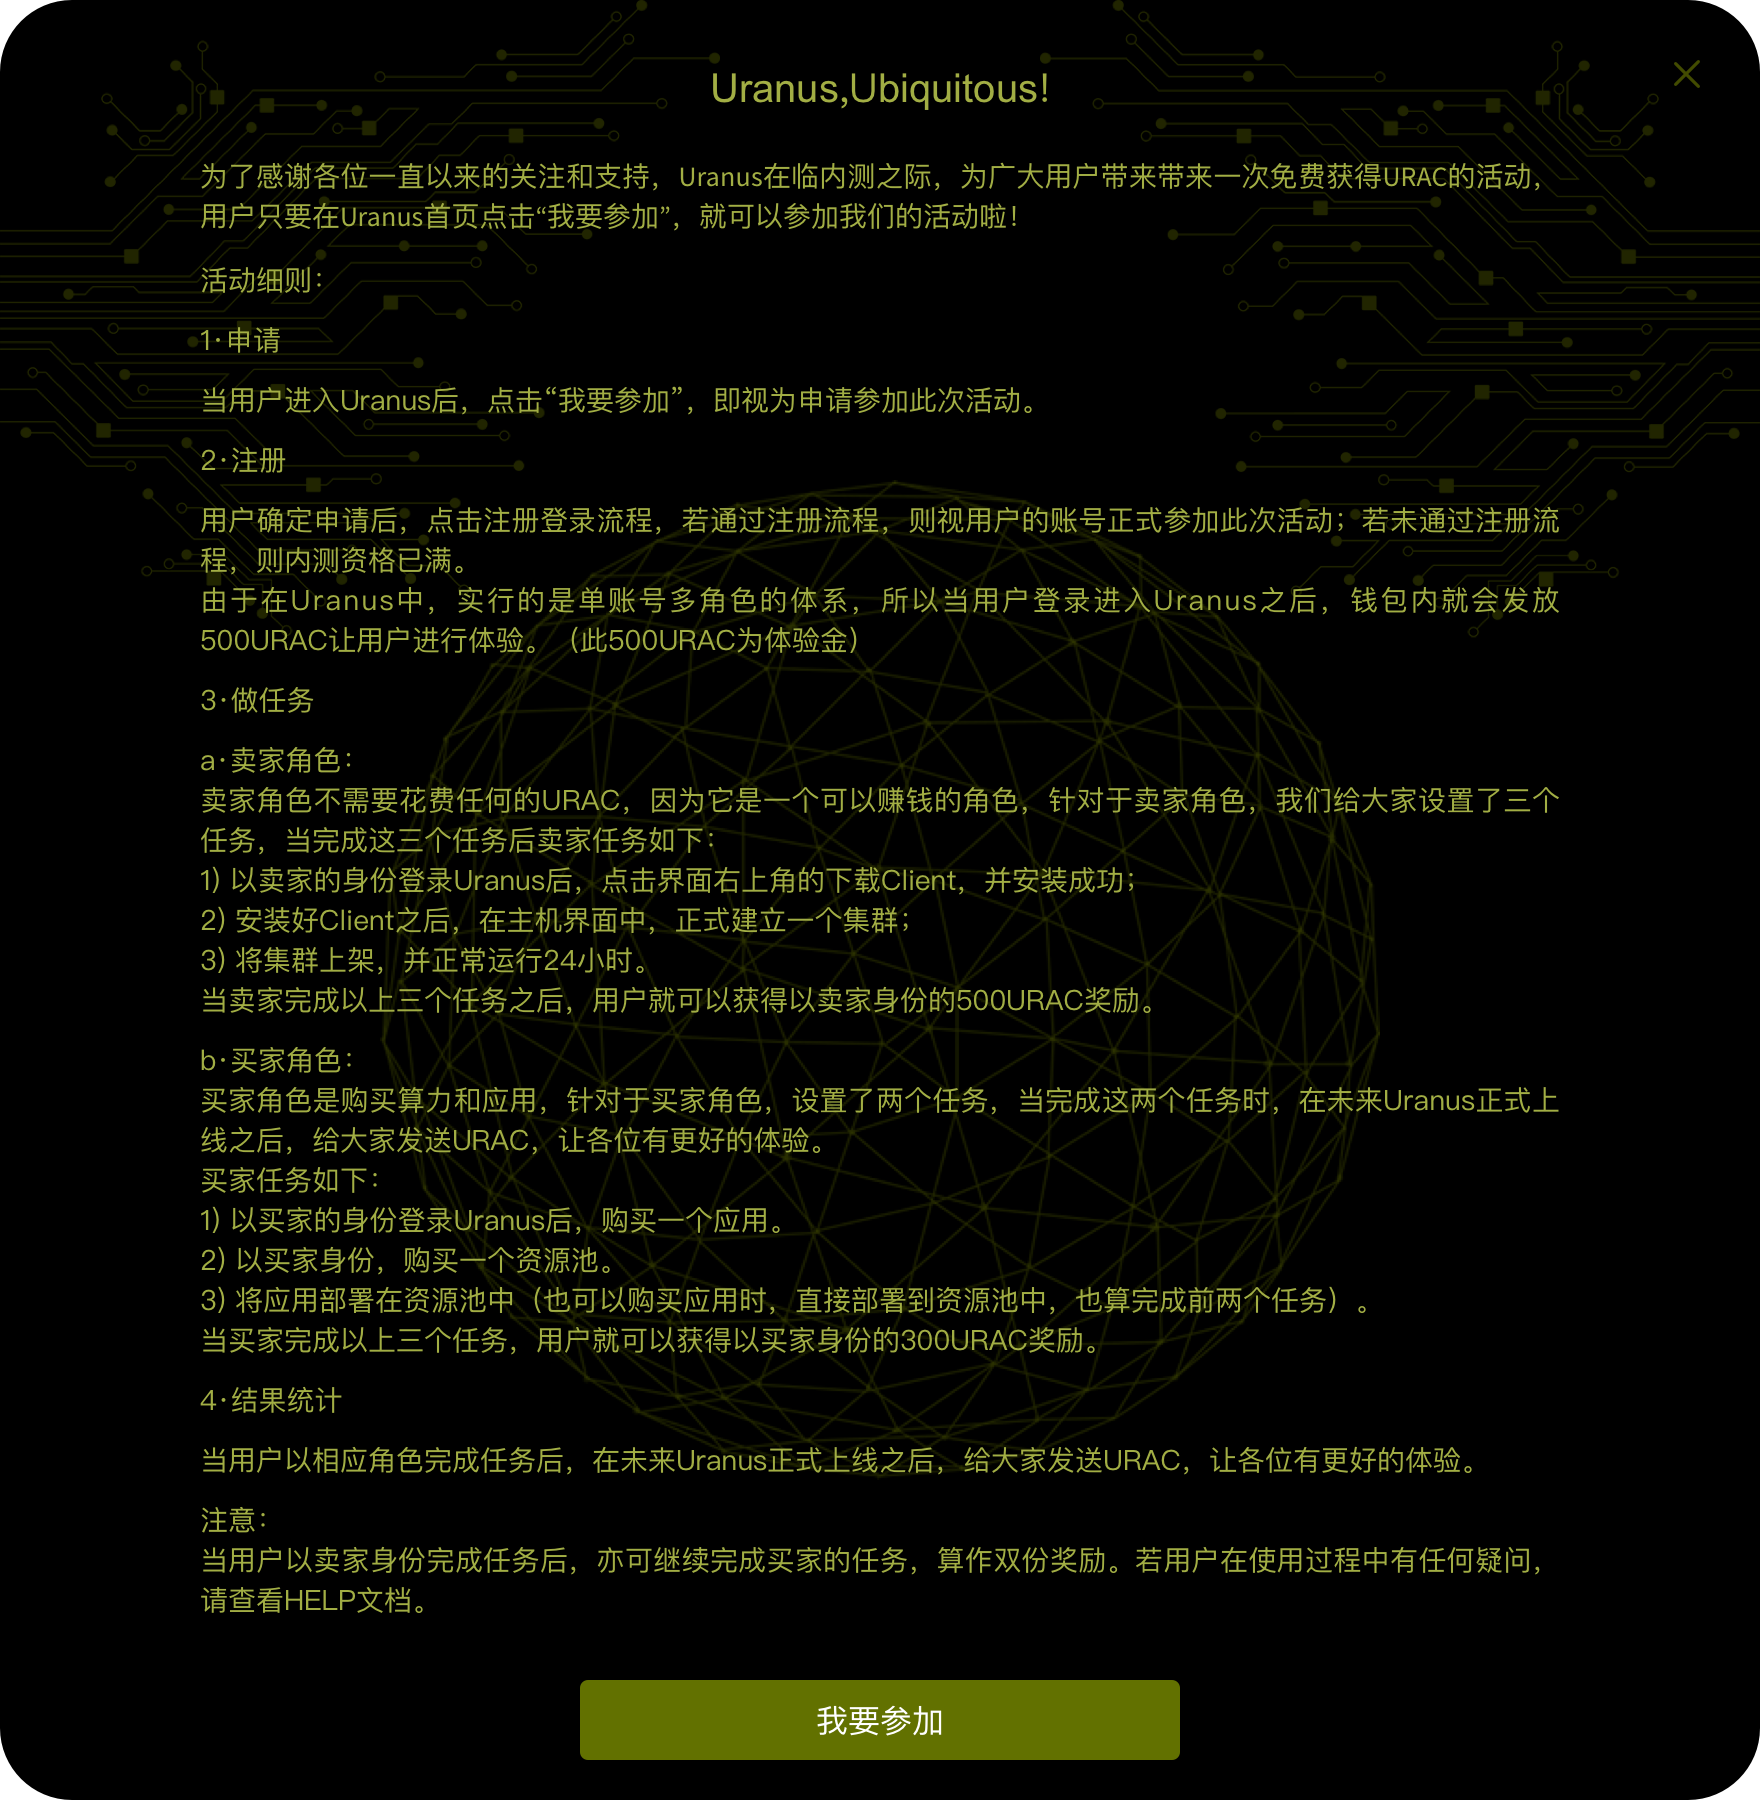 Uranus,Ubiquitous!
为了感谢各位一直以来的关注和支持，Uranus在临内测之际，为广大用户带来带来一次免费获得URAC的活动，
用户只要在Uranus首页点击“我要参加”，就可以参加我们的活动啦！
活动细则：
1·申请
当用户进入Uranus后，点击“我要参加”，即视为申请参加此次活动。
2·注册
用户确定申请后，点击注册登录流程，若通过注册流程，则视用户的账号正式参加此次活动；若未通过注册流
程，则内测资格已满。
由于在Uranus中，实行的是单账号多角色的体系，所以当用户登录进入Uranus之后，钱包内就会发放
500URAC让用户进行体验。（此500URAC为体验金）
3·做任务
a·卖家角色：
卖家角色不需要花费任何的URAC，因为它是一个可以赚钱的角色，针对于卖家角色，我们给大家设置了三个
任务，当完成这三个任务后卖家任务如下：
1) 以卖家的身份登录Uranus后，点击界面右上角的下载Client，并安装成功；
2) 安装好Client之后，在主机界面中，正式建立一个集群；
3) 将集群上架，并正常运行24小时。
当卖家完成以上三个任务之后，用户就可以获得以卖家身份的500URAC奖励。
b·买家角色：
买家角色是购买算力和应用，针对于买家角色，设置了两个任务，当完成这两个任务时，在未来Uranus正式上
线之后，给大家发送URAC，让各位有更好的体验。
买家任务如下：
1) 以买家的身份登录Uranus后，购买一个应用。
2) 以买家身份，购买一个资源池。
3) 将应用部署在资源池中（也可以购买应用时，直接部署到资源池中，也算完成前两个任务）。
当买家完成以上三个任务，用户就可以获得以买家身份的300URAC奖励。
4·结果统计
当用户以相应角色完成任务后，在未来Uranus正式上线之后，给大家发送URAC，让各位有更好的体验。
注意：
当用户以卖家身份完成任务后，亦可继续完成买家的任务，算作双份奖励。若用户在使用过程中有任何疑问，
请查看HELP文档。
我要参加